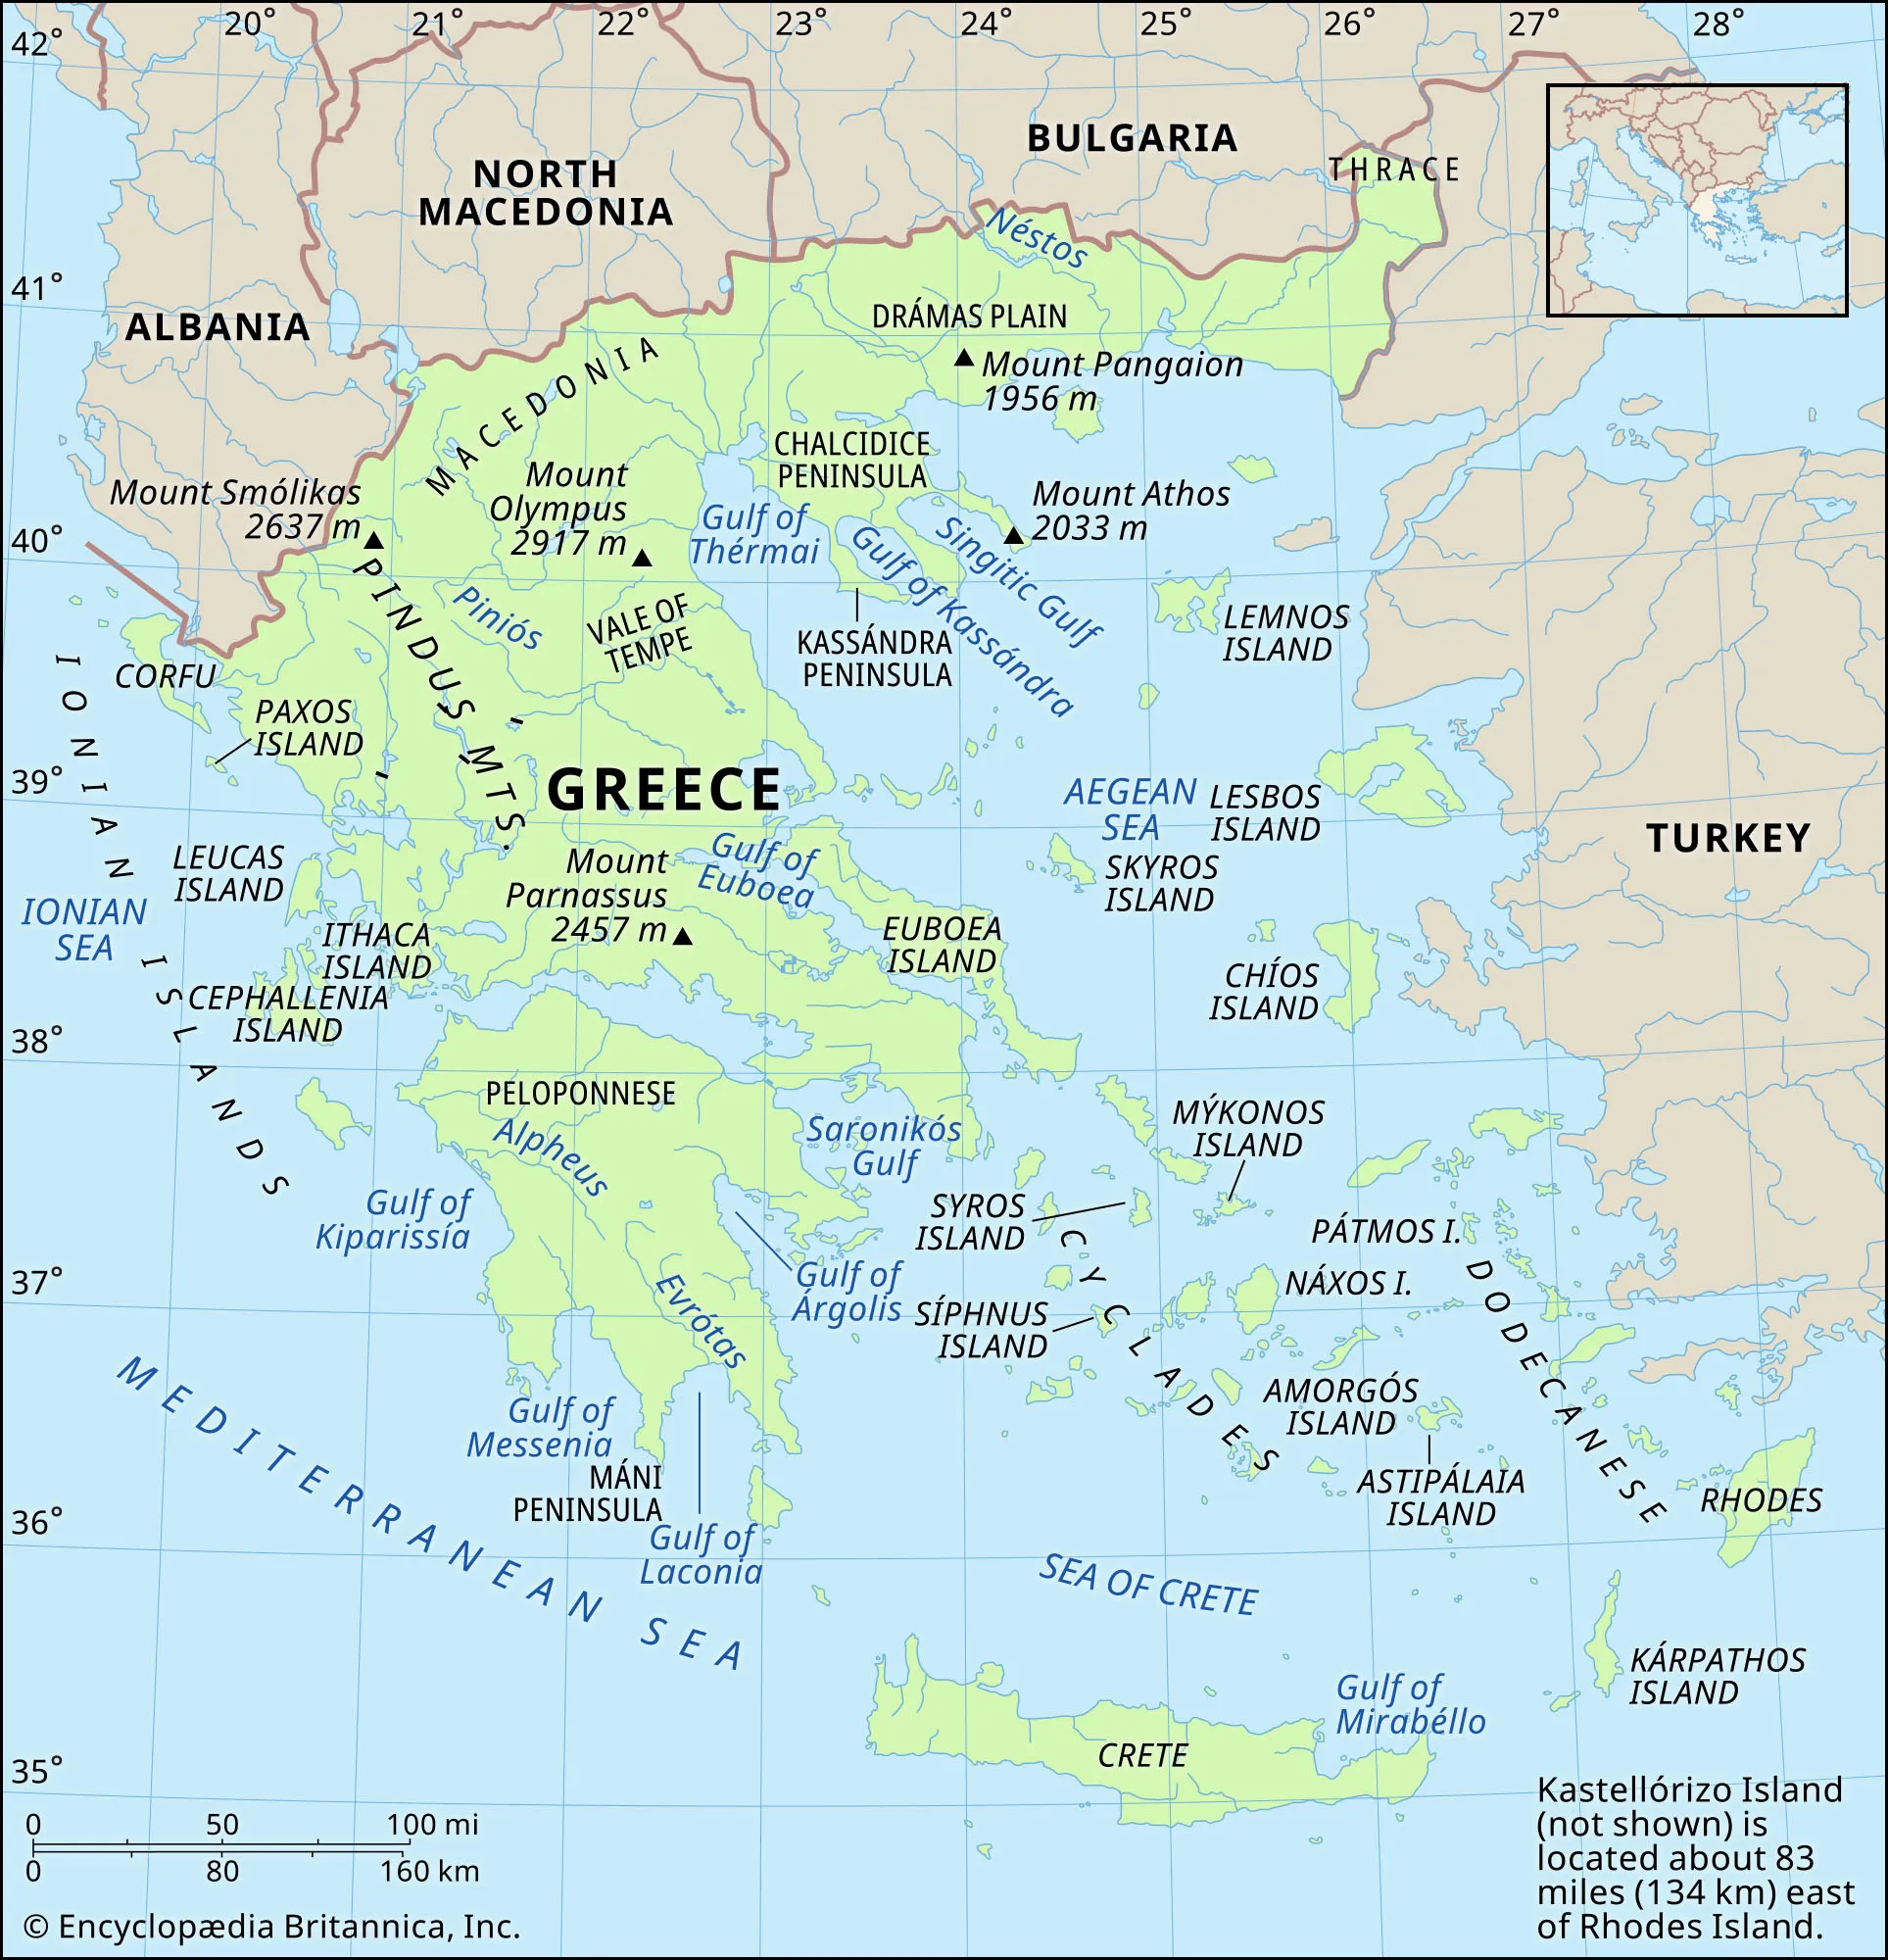 20°
21°
22°
23°
24°
25°
26°
27°
28°
42°
41°
40°
39°
38°
37°
36°
35°
BULGARIA
THRACE
NORTH
MACEDONIA
Néstos
ALBANIA
DRÁMAS PLAIN
MACEDONIA
Mount Pangaion
1956 m
CHALCIDICE
PENINSULA
Mount Smólikas
2637 m
Mount
Olympus
2917 m
Gulf of
Thérmai
Mount Athos
2033 m
Singitic Gulf
Gulf of Kassándra
PINDUS MTS.
Piniós
VALE OF
TEMPE
KASSÁNDRA
PENINSULA
LEMNOS
ISLAND
CORFU
PAXOS
ISLAND
IONIAN ISLANDS
GREECE
AEGEAN
SEA
LESBOS
ISLAND
TURKEY
LEUCAS
ISLAND
Mount
Parnassus
2457 m
Gulf of
Euboea
SKYROS
ISLAND
IONIAN
SEA
ITHACA
ISLAND
EUBOEA
ISLAND
CEPHALLENIA
ISLAND
CHÍOS
ISLAND
PELOPONNESE
Alpheus
Saronikós
Gulf
MÝKONOS
ISLAND
Gulf of
Kiparissía
SYROS
ISLAND
CYCLADES
PÁTMOS I.
NÁXOS I.
DODECANESE
Evrótas
Gulf of
Árgolis
SÍPHNUS
ISLAND
AMORGÓS
ISLAND
Gulf of
Messenia
MÁNI
PENINSULA
ASTIPÁLAIA
ISLAND
RHODES
Gulf of
Laconia
MEDITERRANEAN SEA
SEA OF CRETE
KÁRPATHOS
ISLAND
Gulf of
Mirabéllo
CRETE
0 50 100 mi
0 80 160 km
© Encyclopædia Britannica, Inc.
Kastellórizo Island
(not shown) is
located about 83
miles (134 km) east
of Rhodes Island.